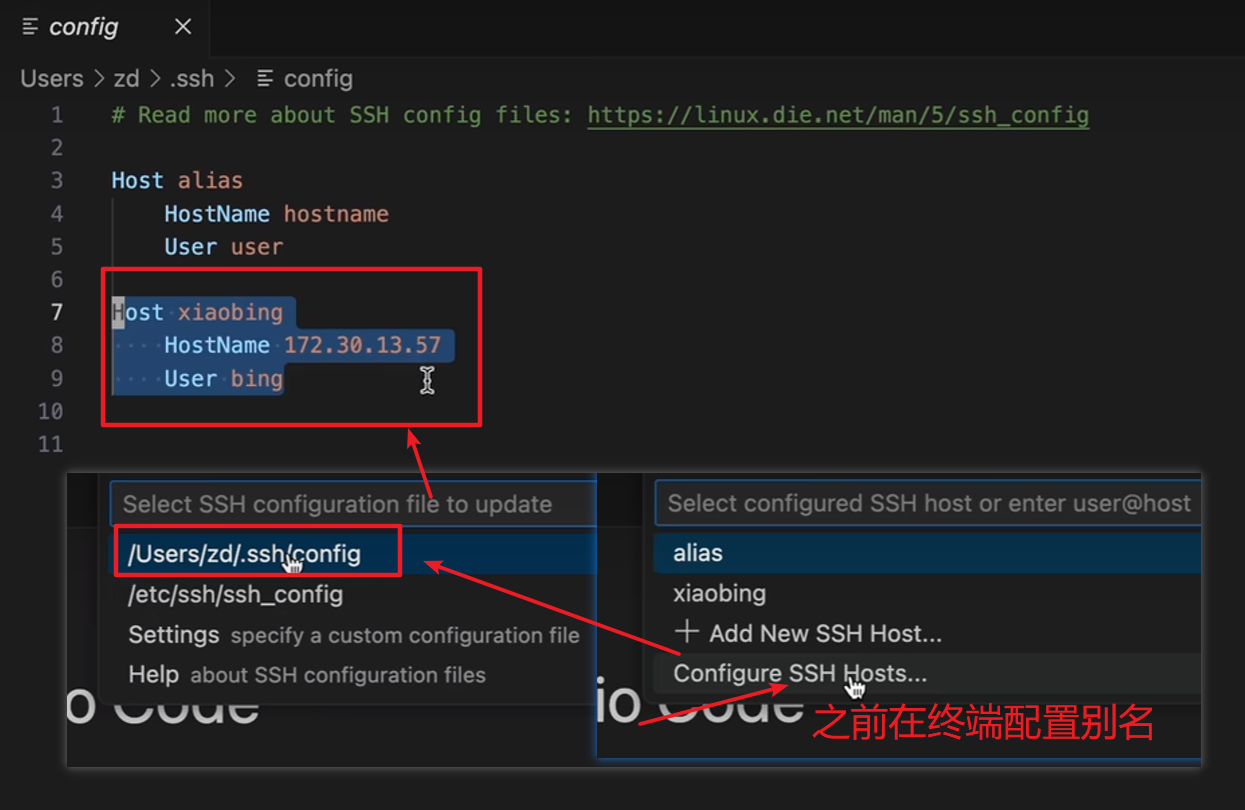 config
Users > zd > .ssh > config
1 # Read more about SSH config files: https://linux.die.net/man/5/ssh_config
2
3 Host alias
4 HostName hostname
5 User user
6
7 Host xiaobing
8 HostName 172.30.13.57
9 User bing
10
11
Select SSH configuration file to update
/Users/zd/.ssh/config
/etc/ssh/ssh_config
Settings specify a custom configuration file
Help about SSH configuration files
o Code
Select configured SSH host or enter user@host
alias
xiaobing
+ Add New SSH Host...
Configure SSH Hosts...
io Code
之前在终端配置别名